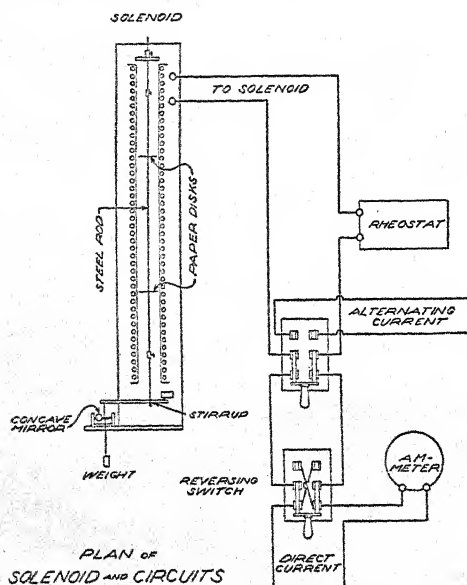 SOLENOID
TO SOLENOID
STEEL ROD
PAPER DISKS
RHEOSTAT
ALTERNATING
CURRENT
CONCAVE
MIRROR
STIRRUP
WEIGHT
REVERSING
SWITCH
AM-
METER
DIRECT
CURRENT
PLAN OF
SOLENOID AND CIRCUITS